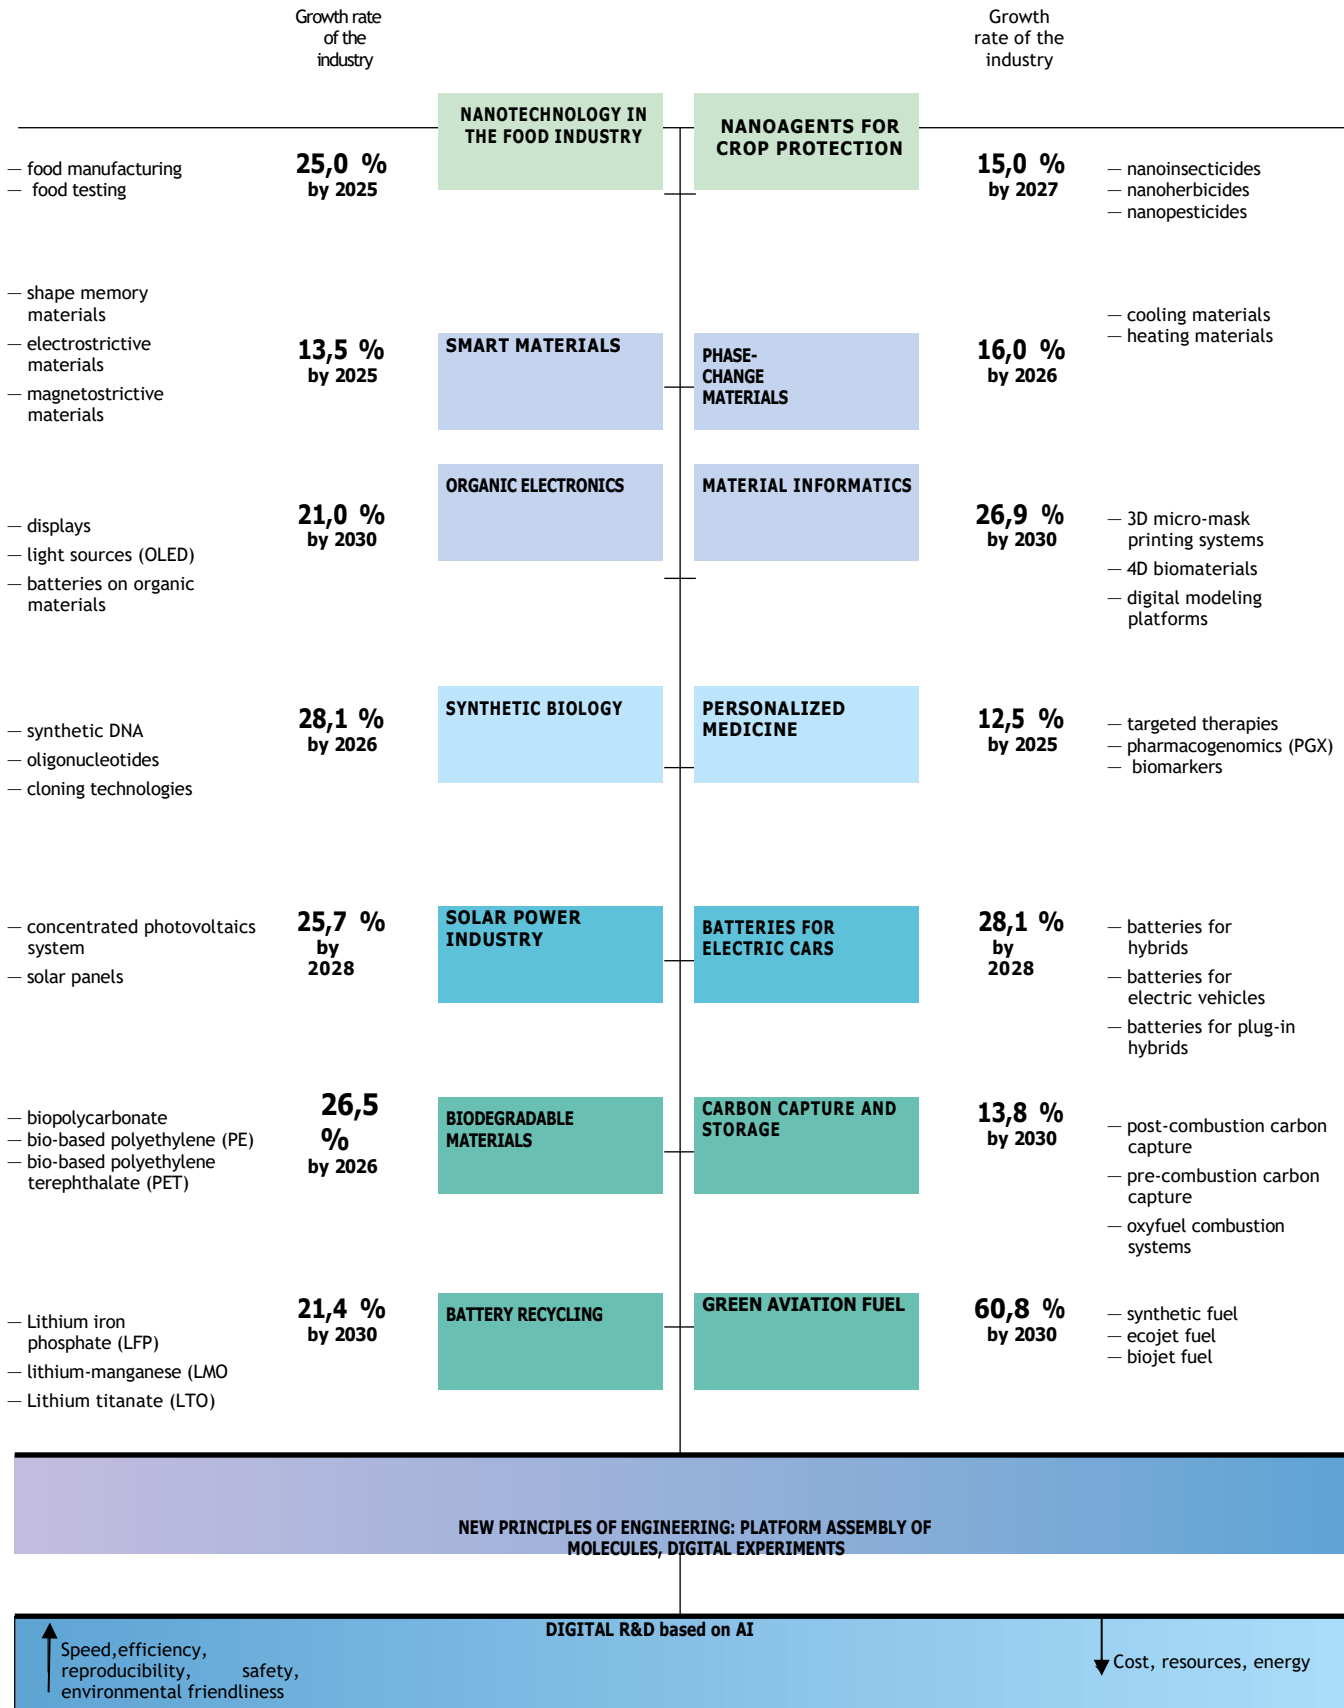 Growth rate
of the
industry
Growth
rate of the
industry
NANOTECHNOLOGY IN
THE FOOD INDUSTRY
NANOAGENTS FOR
CROP PROTECTION
— food manufacturing
— food testing
25,0 %
by 2025
15,0 %
by 2027
— nanoinsecticides
— nanoherbicides
— nanopesticides
— shape memory
materials
— electrostrictive
materials
— magnetostrictive
materials
13,5 %
by 2025
SMART MATERIALS
PHASE-
CHANGE
MATERIALS
16,0 %
by 2026
— cooling materials
— heating materials
— displays
— light sources (OLED)
— batteries on organic
materials
21,0 %
by 2030
ORGANIC ELECTRONICS
MATERIAL INFORMATICS
26,9 %
by 2030
— 3D micro-mask
printing systems
— 4D biomaterials
— digital modeling
platforms
— synthetic DNA
— oligonucleotides
— cloning technologies
28,1 %
by 2026
SYNTHETIC BIOLOGY
PERSONALIZED
MEDICINE
12,5 %
by 2025
— targeted therapies
— pharmacogenomics (PGX)
— biomarkers
— concentrated photovoltaics
system
— solar panels
25,7 %
by
2028
SOLAR POWER
INDUSTRY
BATTERIES FOR
ELECTRIC CARS
28,1 %
by
2028
— batteries for
hybrids
— batteries for
electric vehicles
— batteries for plug-in
hybrids
— biopolycarbonate
— bio-based polyethylene (PE)
— bio-based polyethylene
terephthalate (PET)
26,5
%
by 2026
BIODEGRADABLE
MATERIALS
CARBON CAPTURE AND
STORAGE
13,8 %
by 2030
— post-combustion carbon
capture
— pre-combustion carbon
capture
— oxyfuel combustion
systems
— Lithium iron
phosphate (LFP)
— lithium-manganese (LMO
— Lithium titanate (LTO)
21,4 %
by 2030
BATTERY RECYCLING
GREEN AVIATION FUEL
60,8 %
by 2030
— synthetic fuel
— ecojet fuel
— biojet fuel
NEW PRINCIPLES OF ENGINEERING: PLATFORM ASSEMBLY OF
MOLECULES, DIGITAL EXPERIMENTS
DIGITAL R&D based on AI
Speed,efficiency,
reproducibility, safety,
environmental friendliness
Cost, resources, energy